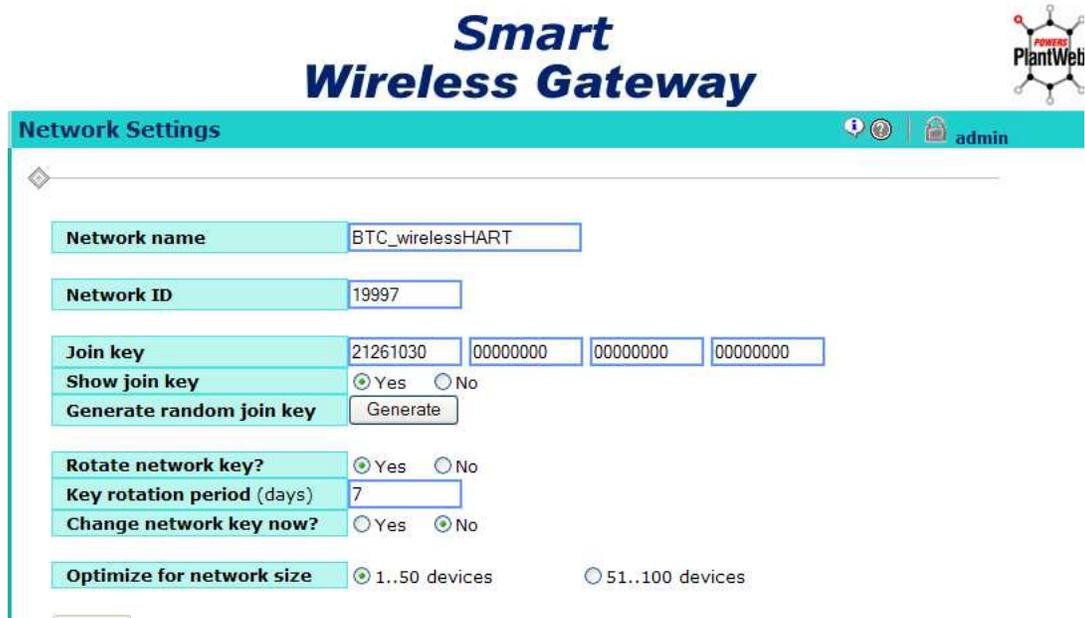 Smart
Wireless Gateway
POWERS
PlantWeb
Network Settings
admin
Network name BTC_wirelessHART
Network ID 19997
Join key 21261030 00000000 00000000 00000000
Show join key Yes No
Generate random join key Generate
Rotate network key? Yes No
Key rotation period (days) 7
Change network key now? Yes No
Optimize for network size 1..50 devices 51..100 devices